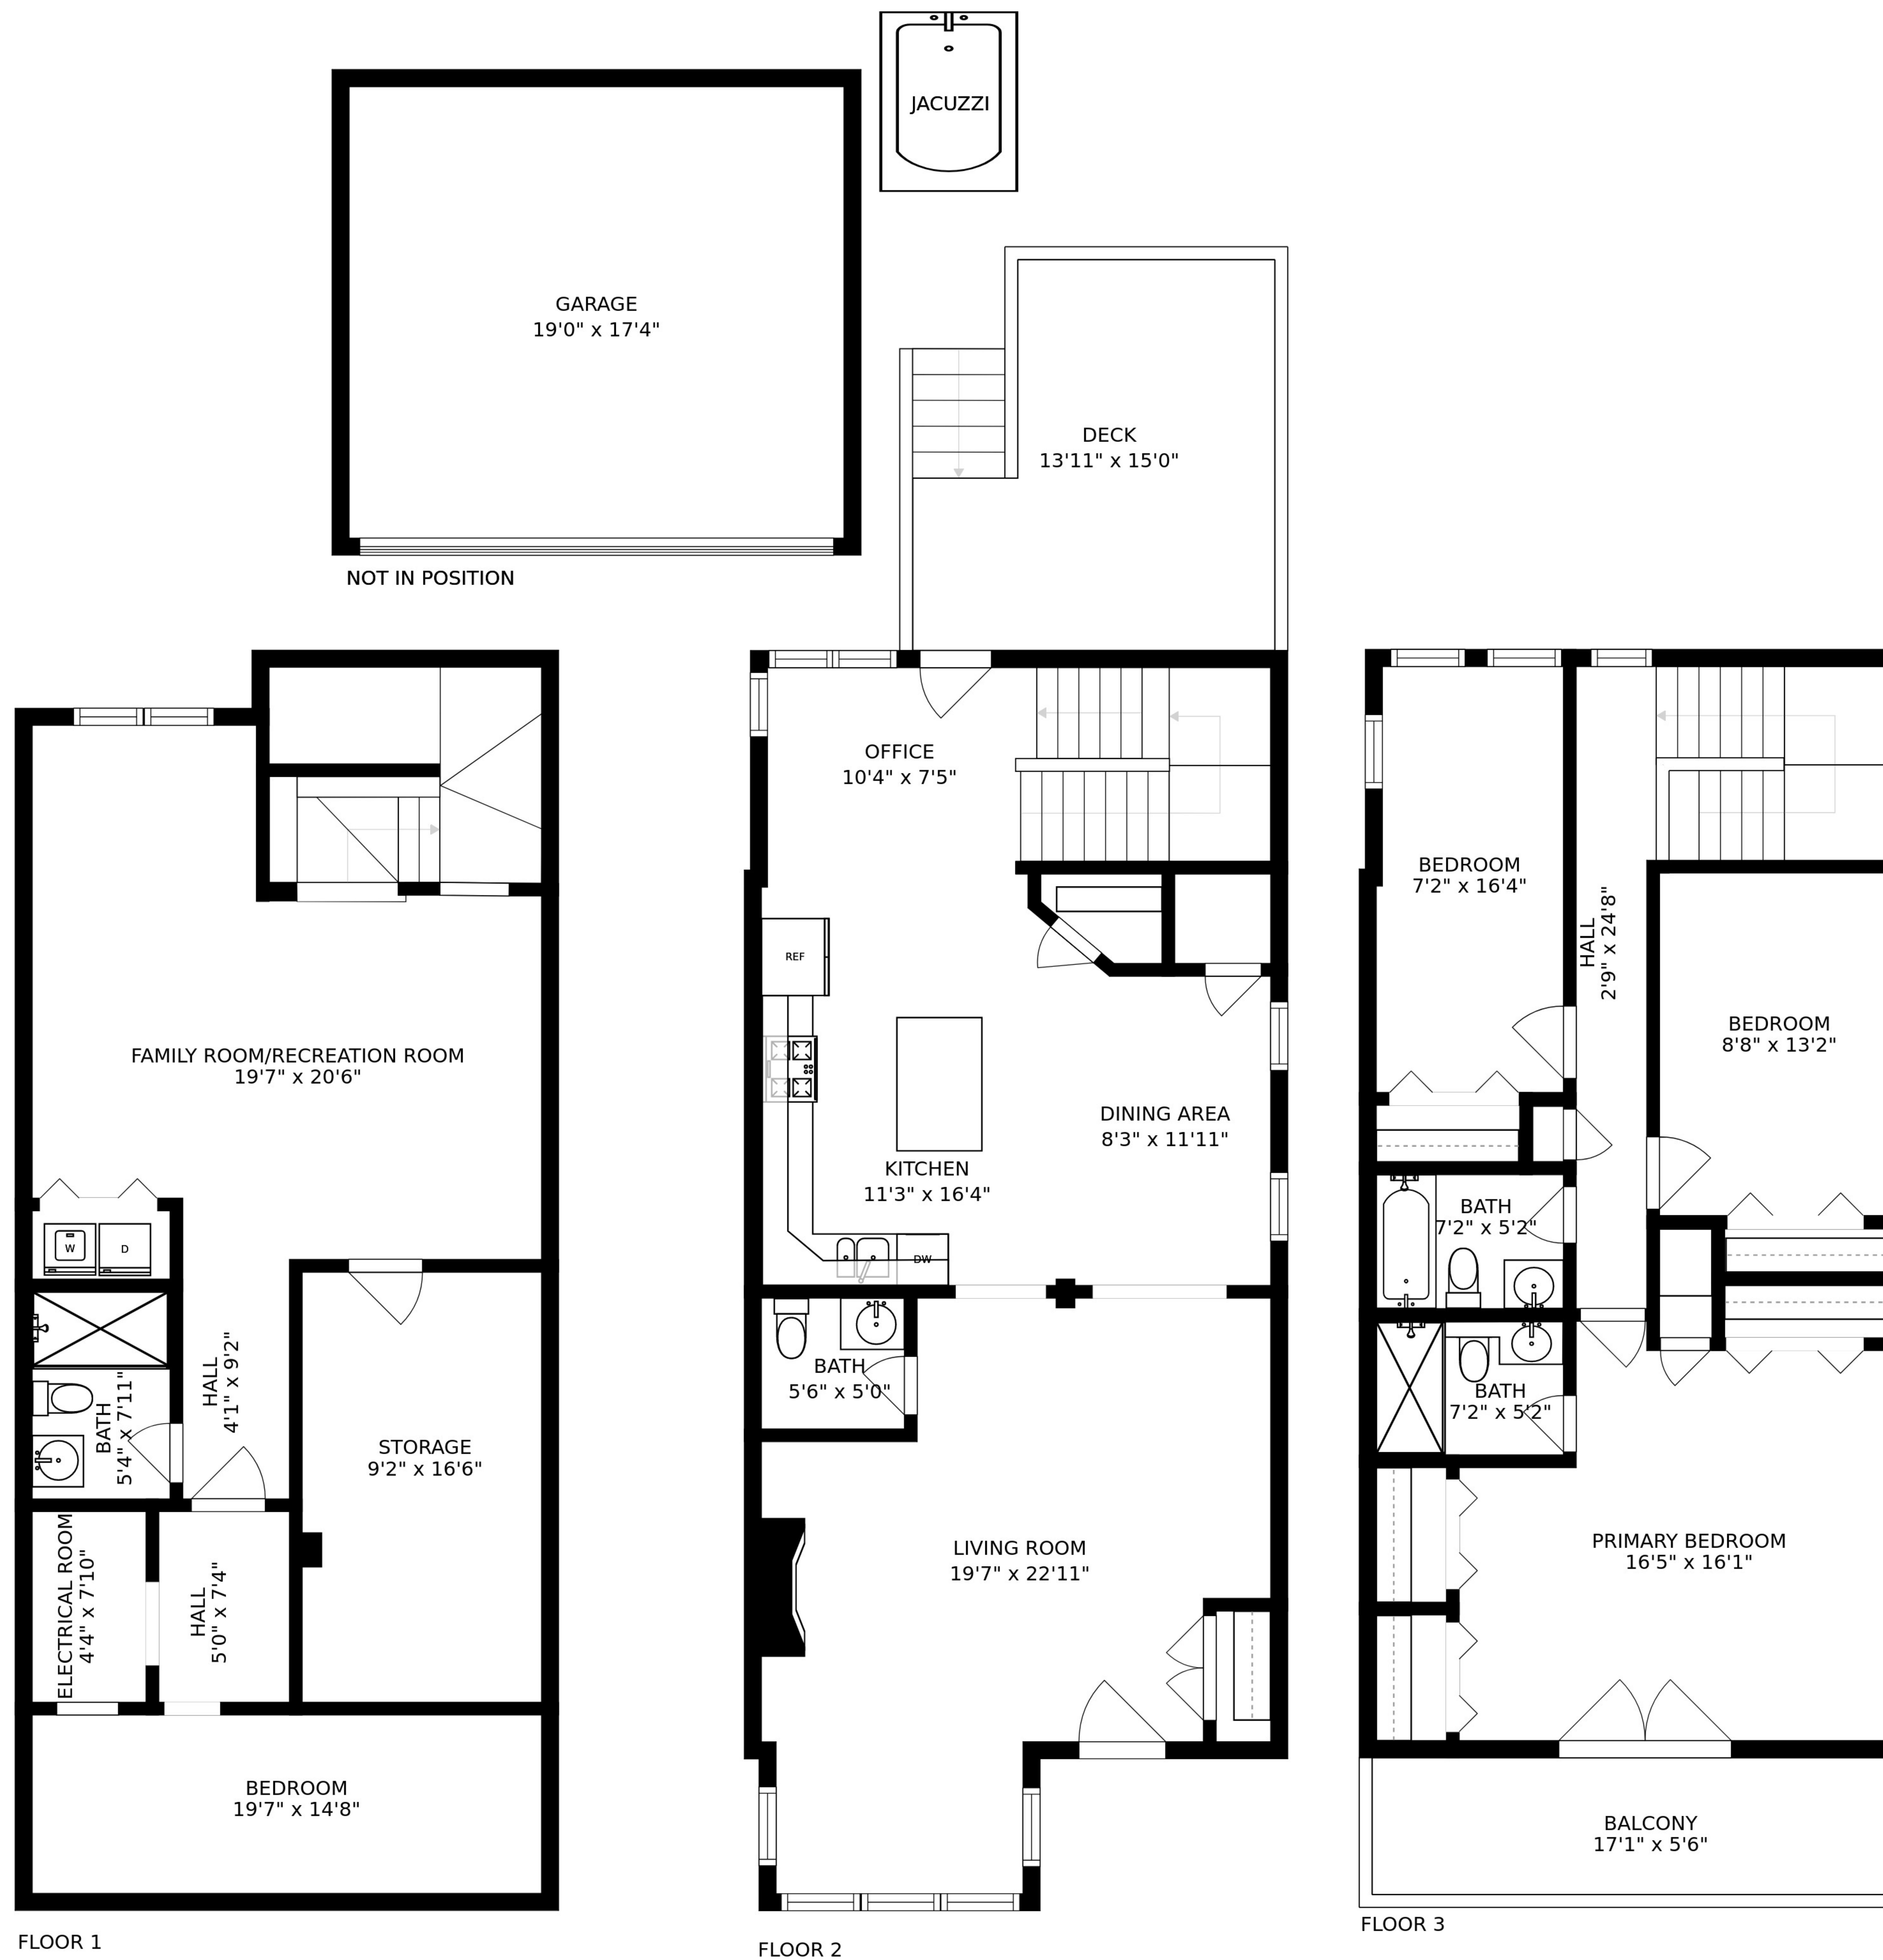 JACUZZI
GARAGE
19'0" x 17'4"
NOT IN POSITION
DECK
13'11" x 15'0"
FAMILY ROOM/RECREATION ROOM
19'7" x 20'6"
W
D
HALL
4'1" x 9'2"
BATH
5'4" x 7'11"
STORAGE
9'2" x 16'6"
ELECTRICAL ROOM
4'4" x 7'10"
HALL
5'0" x 7'4"
BEDROOM
19'7" x 14'8"
FLOOR 1
OFFICE
10'4" x 7'5"
REF
DINING AREA
8'3" x 11'11"
KITCHEN
11'3" x 16'4"
DW
BATH
5'6" x 5'0"
LIVING ROOM
19'7" x 22'11"
FLOOR 2
BEDROOM
7'2" x 16'4"
HALL
2'9" x 24'8"
BEDROOM
8'8" x 13'2"
BATH
7'2" x 5'2"
BATH
7'2" x 5'2"
PRIMARY BEDROOM
16'5" x 16'1"
BALCONY
17'1" x 5'6"
FLOOR 3